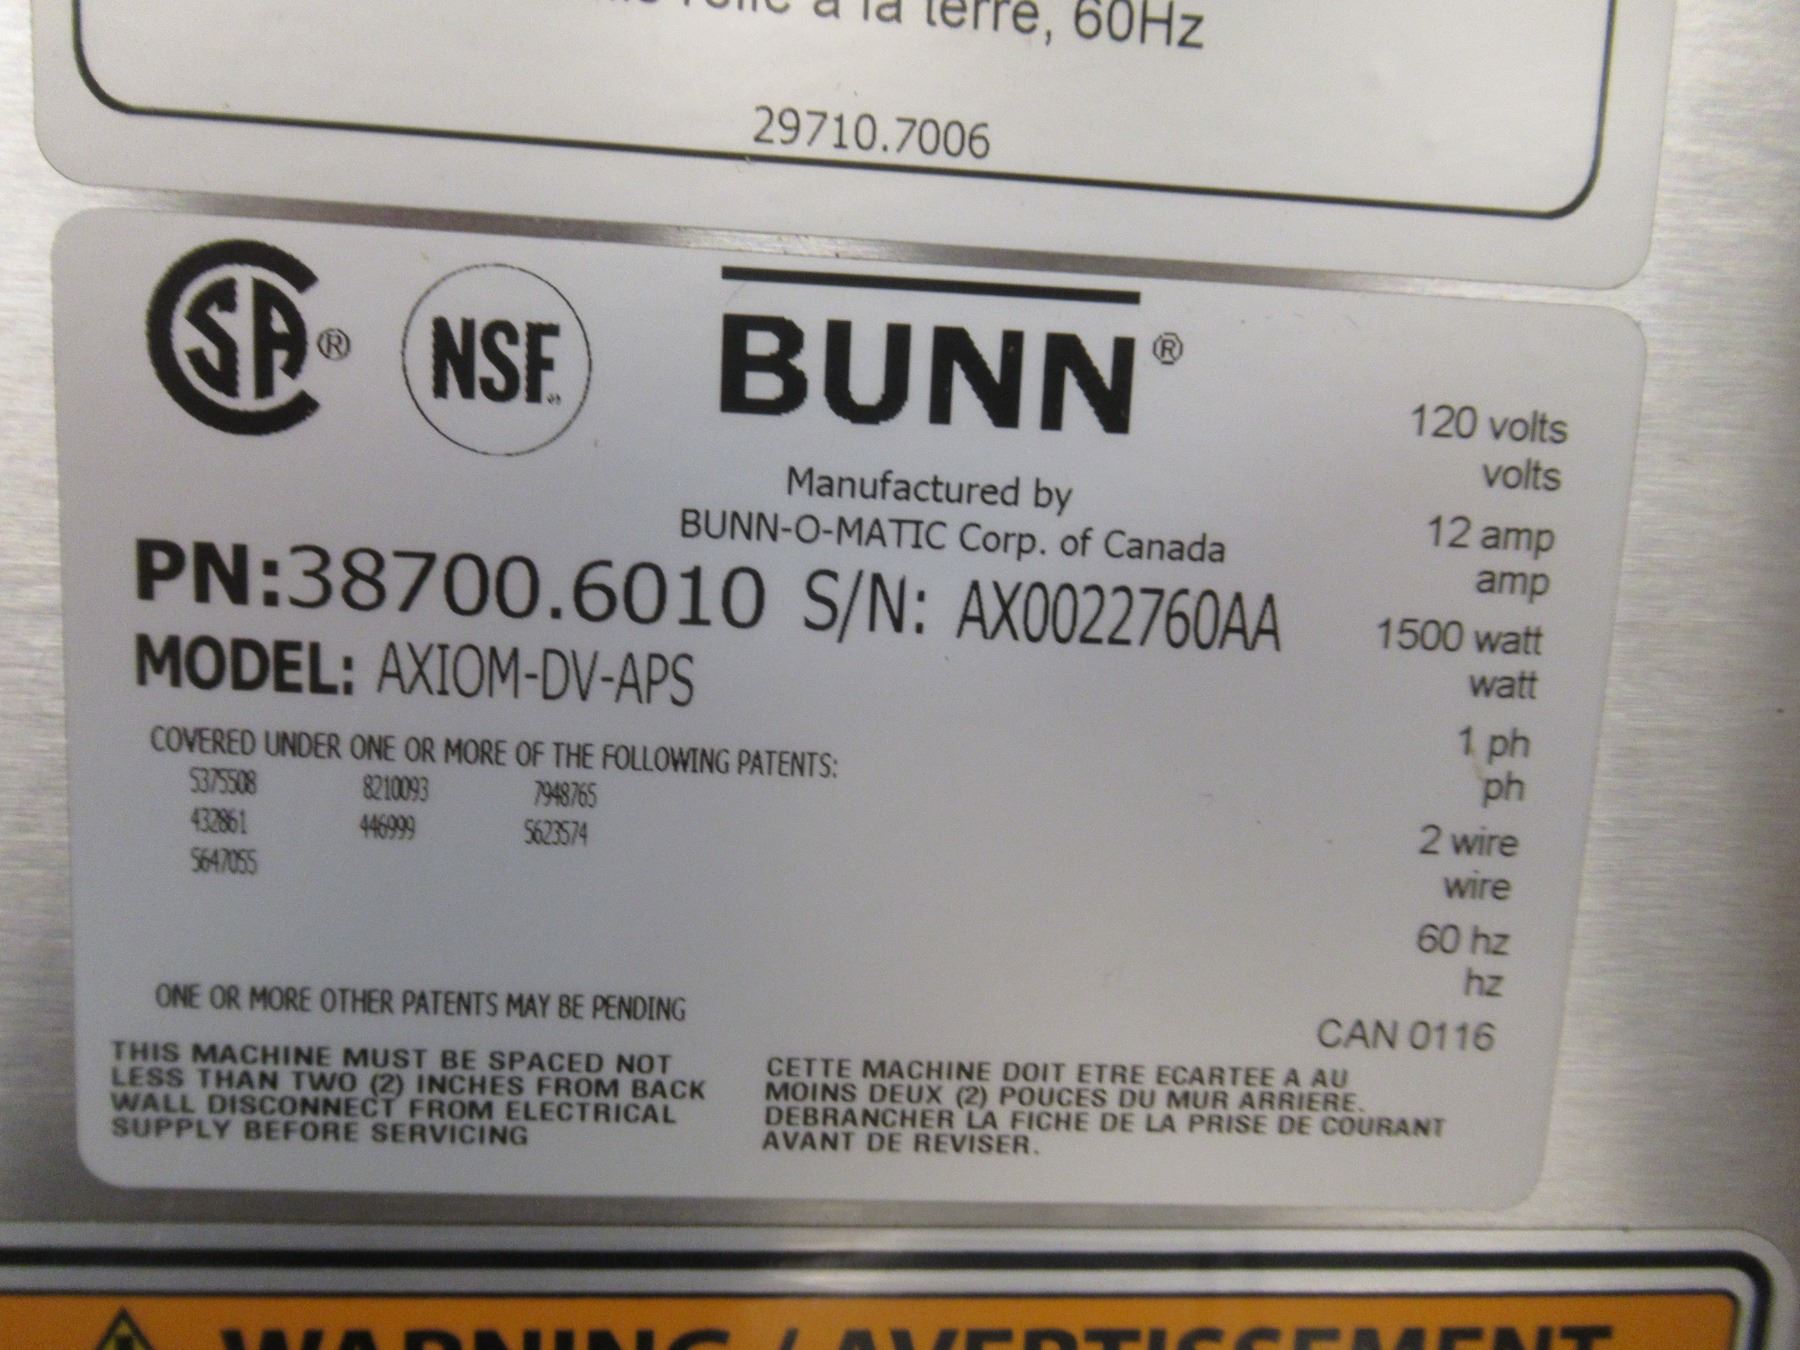 à la terre, 60Hz
29710.7006
CSA® NSF. BUNN®
Manufactured by
BUNN-O-MATIC Corp. of Canada
PN:38700.6010 S/N: AX0022760AA
MODEL: AXIOM-DV-APS
COVERED UNDER ONE OR MORE OF THE FOLLOWING PATENTS:
5375508 8210093 7948765
432861 446999 5623574
5647055
ONE OR MORE OTHER PATENTS MAY BE PENDING
120 volts
volts
12 amp
amp
1500 watt
watt
1 ph
ph
2 wire
wire
60 hz
hz
CAN 0116
THIS MACHINE MUST BE SPACED NOT
LESS THAN TWO (2) INCHES FROM BACK
WALL DISCONNECT FROM ELECTRICAL
SUPPLY BEFORE SERVICING
CETTE MACHINE DOIT ETRE ECARTEE A AU
MOINS DEUX (2) POUCES DU MUR ARRIERE.
DEBRANCHER LA FICHE DE LA PRISE DE COURANT
AVANT DE REVISER.
WARNING / AVERTISSEMENT